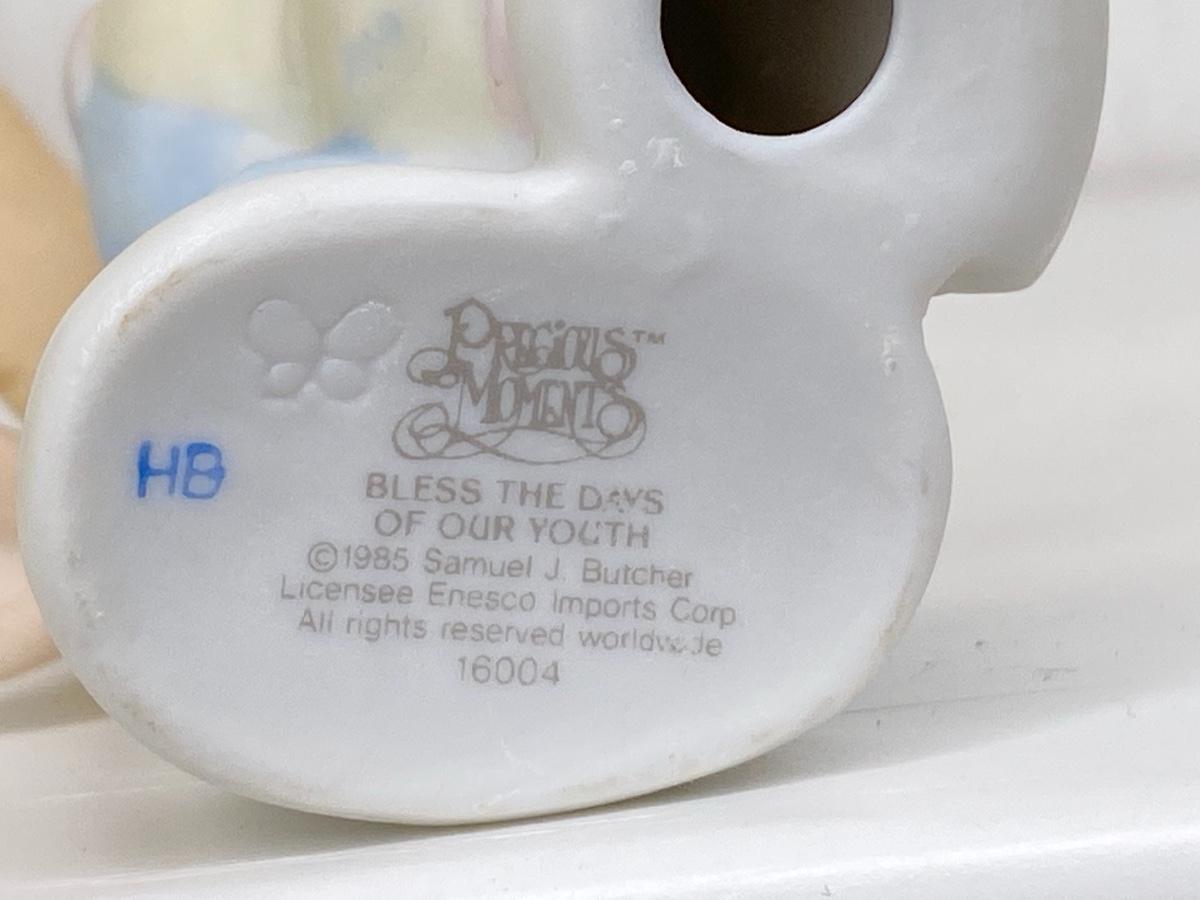 PRECIOUS™
MOMENTS
HB
BLESS THE DAYS
OF OUR YOUTH
©1985 Samuel J. Butcher
Licensee Enesco Imports Corp
All rights reserved worldwide
16004